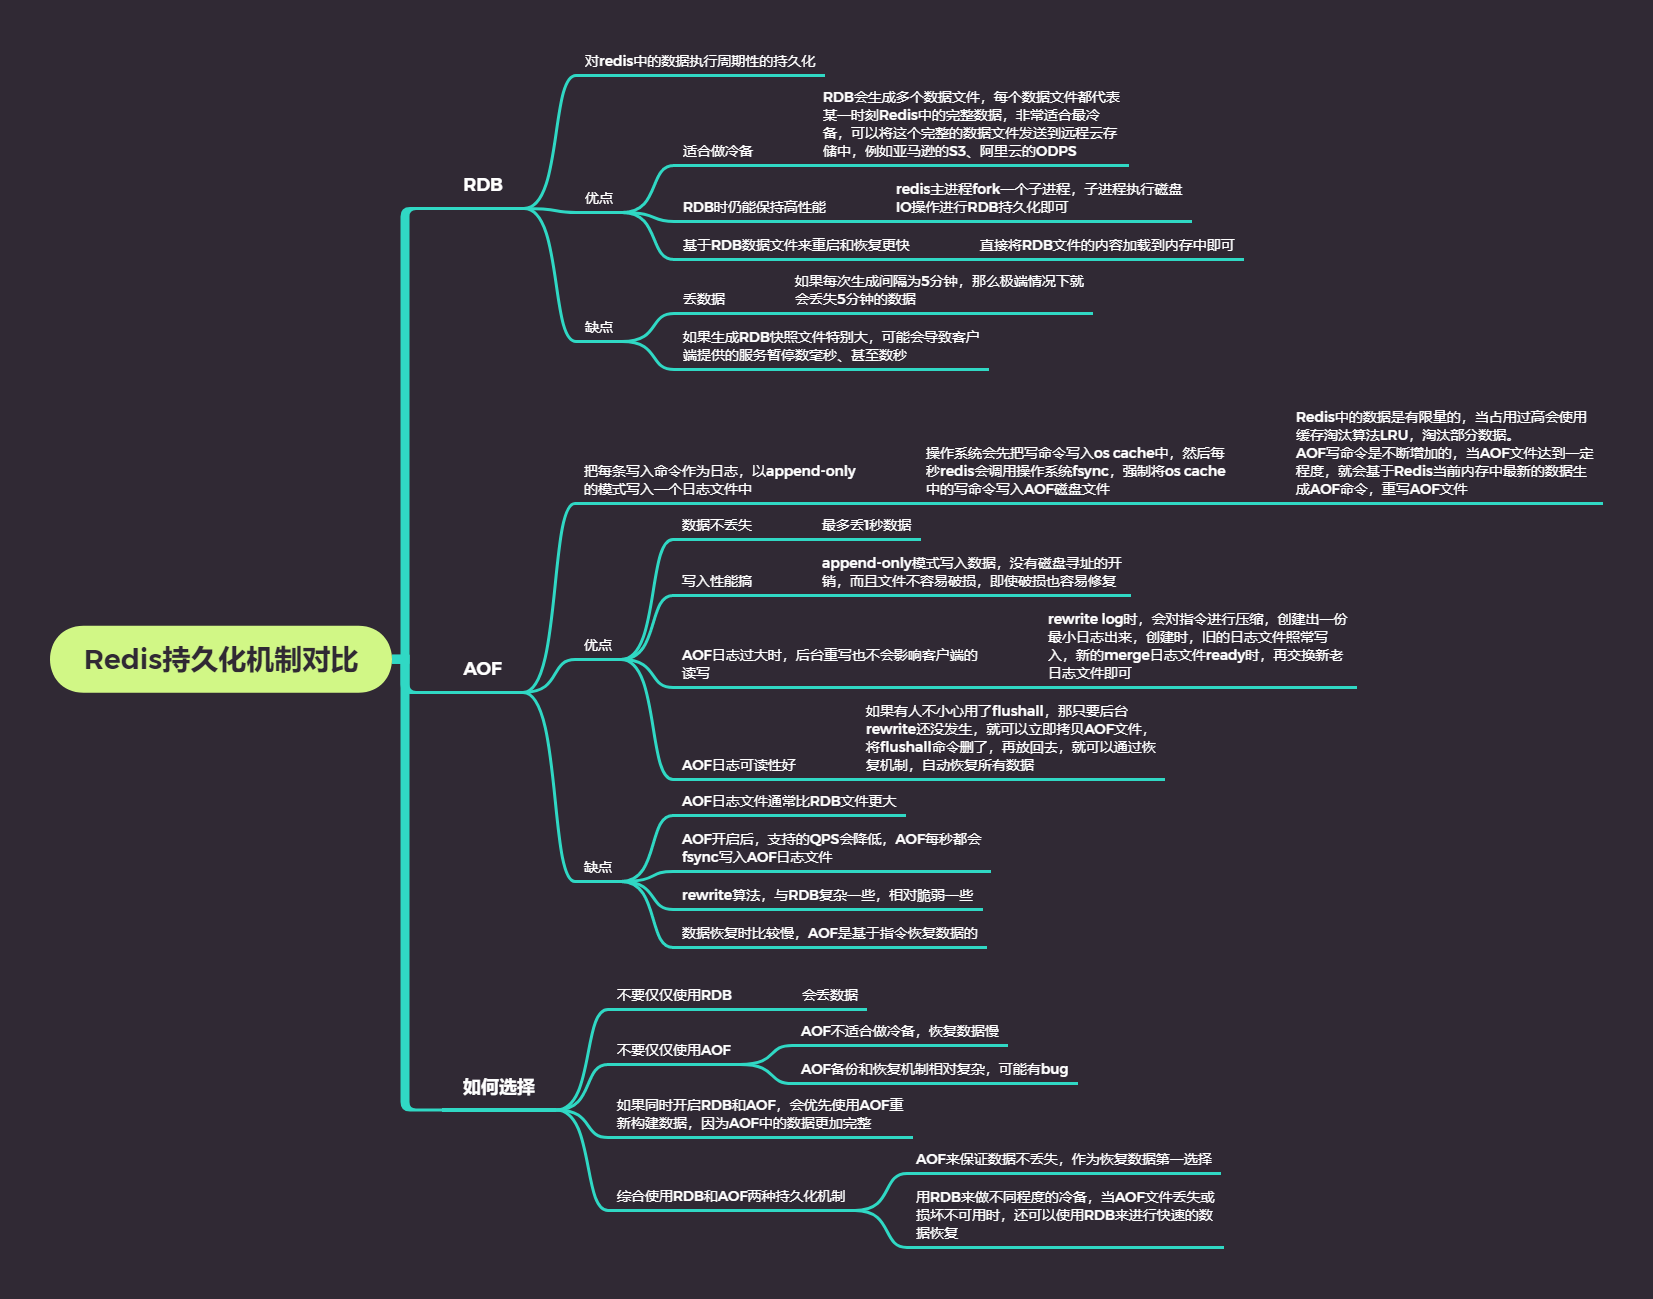 Redis持久化机制对比
RDB
对redis中的数据执行周期性的持久化
优点
适合做冷备
RDB会生成多个数据文件，每个数据文件都代表
某一时刻Redis中的完整数据，非常适合最冷
备，可以将这个完整的数据文件发送到远程云存
储中，例如亚马逊的S3、阿里云的ODPS
RDB时仍能保持高性能
redis主进程fork一个子进程，子进程执行磁盘
IO操作进行RDB持久化即可
基于RDB数据文件来重启和恢复更快
直接将RDB文件的内容加载到内存中即可
缺点
丢数据
如果每次生成间隔为5分钟，那么极端情况下就
会丢失5分钟的数据
如果生成RDB快照文件特别大，可能会导致客户
端提供的服务暂停数毫秒、甚至数秒
AOF
把每条写入命令作为日志，以append-only
的模式写入一个日志文件中
操作系统会先把写命令写入os cache中，然后每
秒redis会调用操作系统fsync，强制将os cache
中的写命令写入AOF磁盘文件
Redis中的数据是有限量的，当占用过高会使用
缓存淘汰算法LRU，淘汰部分数据。
AOF写命令是不断增加的，当AOF文件达到一定
程度，就会基于Redis当前内存中最新的数据生
成AOF命令，重写AOF文件
优点
数据不丢失
最多丢1秒数据
写入性能搞
append-only模式写入数据，没有磁盘寻址的开
销，而且文件不容易破损，即使破损也容易修复
AOF日志过大时，后台重写也不会影响客户端的
读写
rewrite log时，会对指令进行压缩，创建出一份
最小日志出来，创建时，旧的日志文件照常写
入，新的merge日志文件ready时，再交换新老
日志文件即可
AOF日志可读性好
如果有人不小心用了flushall，那只要后台
rewrite还没发生，就可以立即拷贝AOF文件，
将flushall命令删了，再放回去，就可以通过恢
复机制，自动恢复所有数据
缺点
AOF日志文件通常比RDB文件更大
AOF开启后，支持的QPS会降低，AOF每秒都会
fsync写入AOF日志文件
rewrite算法，与RDB复杂一些，相对脆弱一些
数据恢复时比较慢，AOF是基于指令恢复数据的
如何选择
不要仅仅使用RDB
会丢数据
不要仅仅使用AOF
AOF不适合做冷备，恢复数据慢
AOF备份和恢复机制相对复杂，可能有bug
如果同时开启RDB和AOF，会优先使用AOF重
新构建数据，因为AOF中的数据更加完整
综合使用RDB和AOF两种持久化机制
AOF来保证数据不丢失，作为恢复数据第一选择
用RDB来做不同程度的冷备，当AOF文件丢失或
损坏不可用时，还可以使用RDB来进行快速的数
据恢复